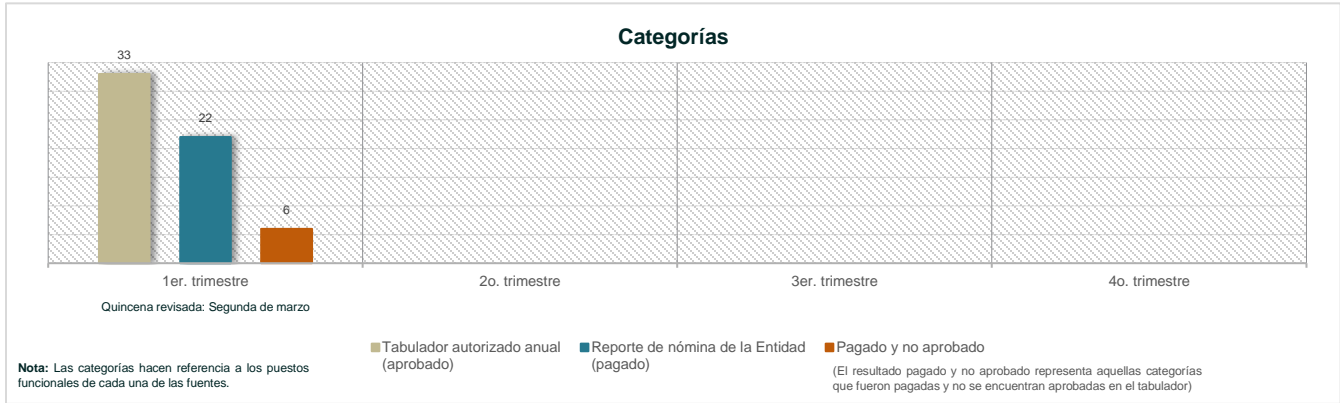 Categorías
33
22
6
1er. trimestre
2o. trimestre
3er. trimestre
4o. trimestre
Quincena revisada: Segunda de marzo
Tabulador autorizado anual
(aprobado)
Reporte de nómina de la Entidad
(pagado)
Pagado y no aprobado
(El resultado pagado y no aprobado representa aquellas categorías
que fueron pagadas y no se encuentran aprobadas en el tabulador)
Nota: Las categorías hacen referencia a los puestos
funcionales de cada una de las fuentes.